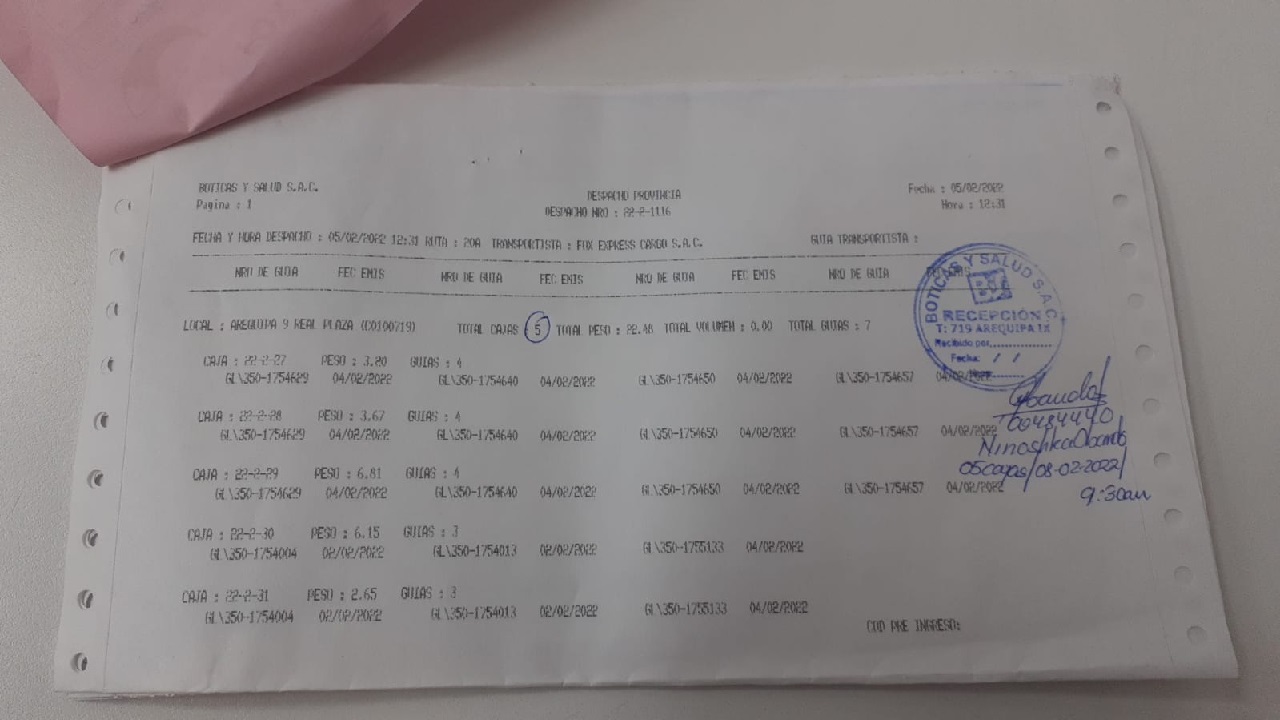 BOTICAS Y SALUD S.A.C. DESPACHO PROVINCIA Fecha : 05/02/2022
Pagina : 1 DESPACHO NRO : 22-2-1116 Hora : 12:31
FECHA Y HORA DESPACHO : 05/02/2022 12:31 RUTA : 20A TRANSPORTISTA : FOX EXPRESS CARGO S.A.C. GUIA TRANSPORTISTA :
NRO DE GUIA FEC EMIS NRO DE GUIA FEC EMIS NRO DE GUIA FEC EMIS NRO DE GUIA
LOCAL : AREQUIPA 9 REAL PLAZA (C0100719) TOTAL CAJAS 5 TOTAL PESO : 22.48 TOTAL VOLUMEN : 0.00 TOTAL GUIAS : 7
BOTICAS Y SALUD S.A.C
RECEPCIÓN
T: 719 AREQUIPA IX
Recibido por:
Fecha: / /
CAJA : 22-2-27 PESO : 3.20 GUIAS : 4
GL\350-1754629 04/02/2022 GL\350-1754640 04/02/2022 GL\350-1754650 04/02/2022 GL\350-1754657 04/02/2022
CAJA : 22-2-28 PESO : 3.67 GUIAS : 4
GL\350-1754629 04/02/2022 GL\350-1754640 04/02/2022 GL\350-1754650 04/02/2022 GL\350-1754657 04/02/2022
CAJA : 22-2-29 PESO : 6.81 GUIAS : 4
GL\350-1754629 04/02/2022 GL\350-1754640 04/02/2022 GL\350-1754650 04/02/2022 GL\350-1754657 04/02/2022
Ninoshka Obando
05cajas/08-02-2022/
9:30am
CAJA : 22-2-30 PESO : 6.15 GUIAS : 3
GL\350-1754004 02/02/2022 GL\350-1754013 02/02/2022 GL\350-1755133 04/02/2022
CAJA : 22-2-31 PESO : 2.65 GUIAS : 3
GL\350-1754004 02/02/2022 GL\350-1754013 02/02/2022 GL\350-1755133 04/02/2022
COD PRE INGRESO: